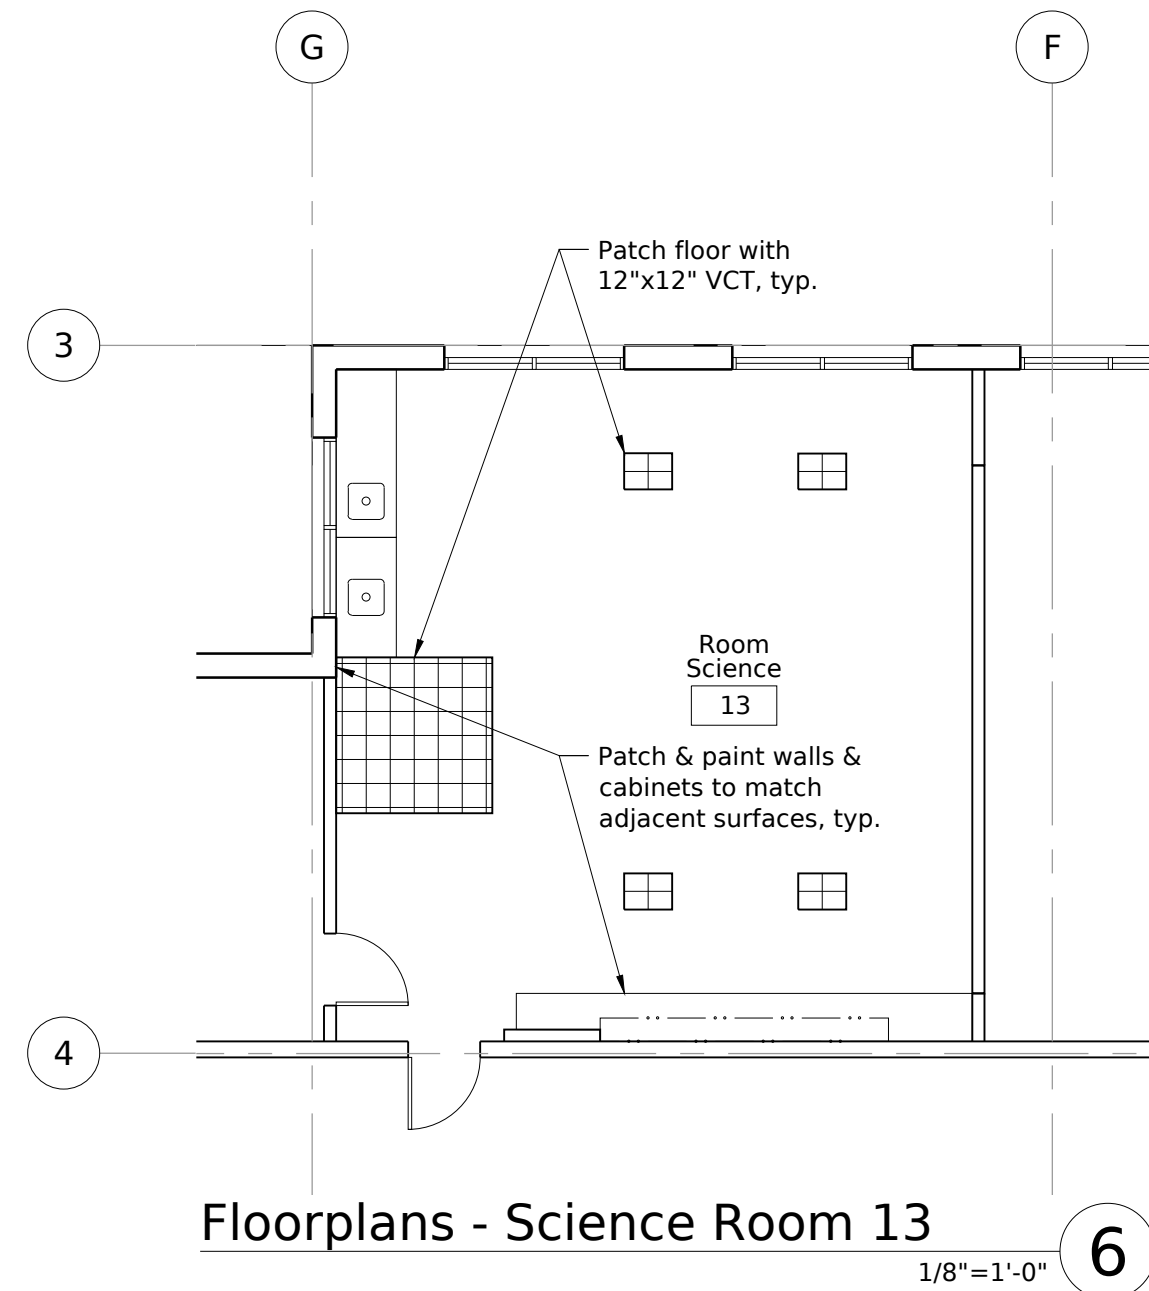 G
F
Patch floor with
12"x12" VCT, typ.
3
Room
Science
13
Patch & paint walls &
cabinets to match
adjacent surfaces, typ.
4
Floorplans - Science Room 13
6
1/8"=1'-0"